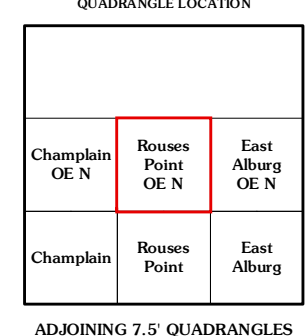 QUADRANGLE LOCATION
Champlain
OE N
Rouses
Point
OE N
East
Alburg
OE N
Champlain
Rouses
Point
East
Alburg
ADJOINING 7.5' QUADRANGLES